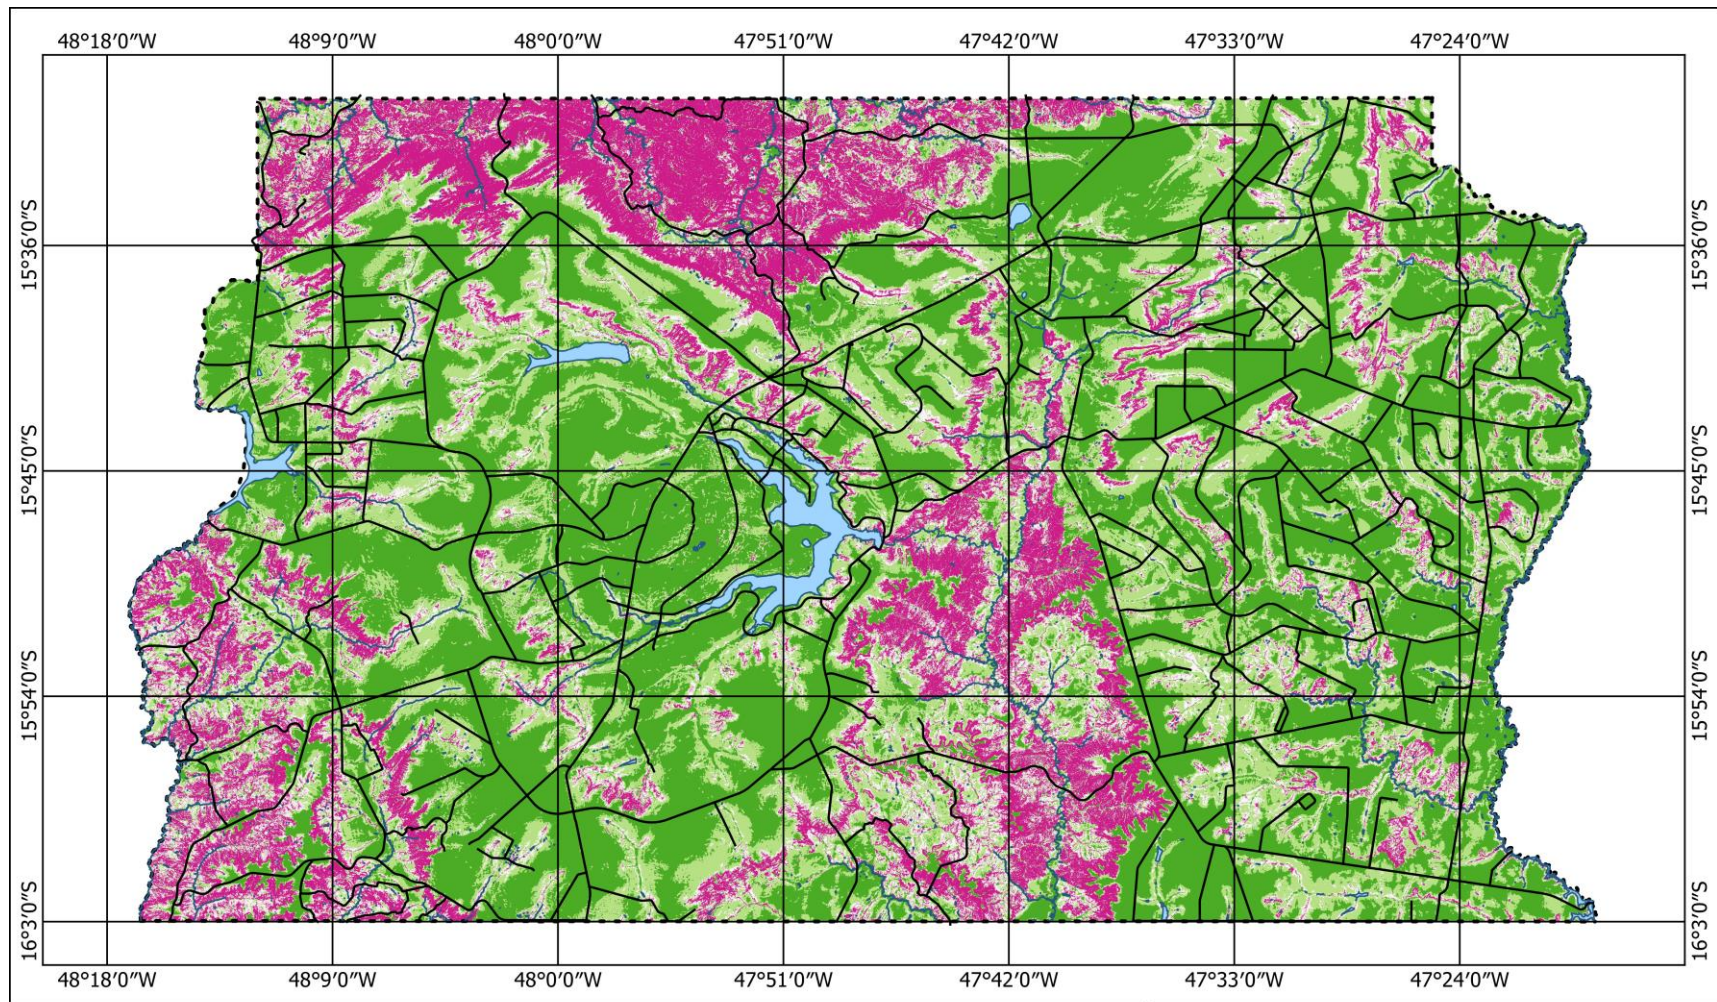 48°18′0″W 48°9′0″W 48°0′0″W 47°51′0″W 47°42′0″W 47°33′0″W 47°24′0″W
15°36′0″S 15°36′0″S
15°45′0″S 15°45′0″S
15°54′0″S 15°54′0″S
16°3′0″S 16°3′0″S
48°18′0″W 48°9′0″W 48°0′0″W 47°51′0″W 47°42′0″W 47°33′0″W 47°24′0″W